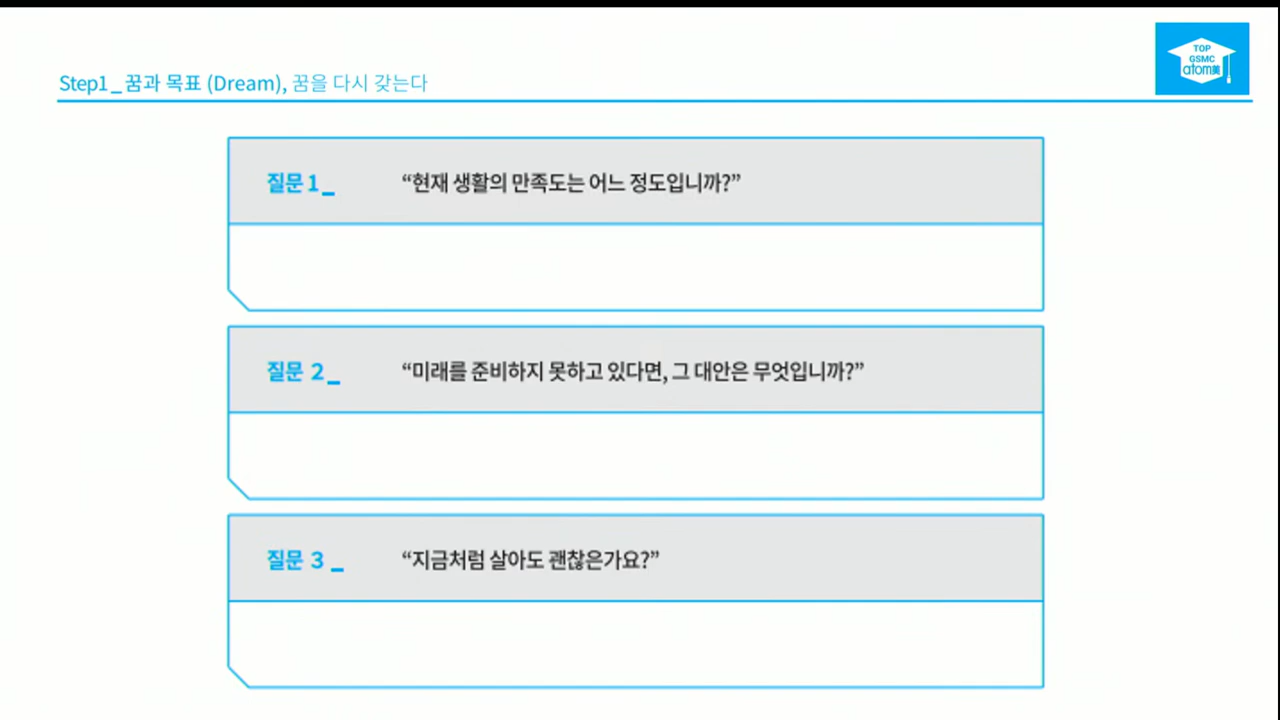 TOP
GSMC
atom美
Step1_꿈과 목표 (Dream), 꿈을 다시 갖는다
질문 1_ “현재 생활의 만족도는 어느 정도입니까?”
질문 2_ “미래를 준비하지 못하고 있다면, 그 대안은 무엇입니까?”
질문 3_ “지금처럼 살아도 괜찮은가요?”